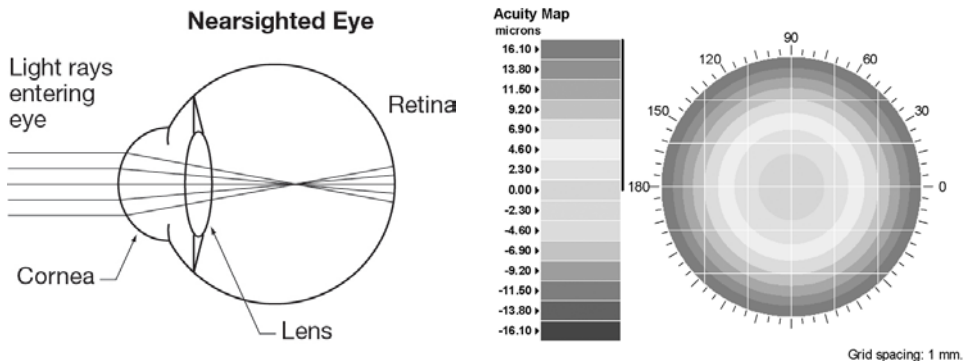 Nearsighted Eye
Light rays
entering
eye
Retina
Cornea
Lens
Acuity Map
microns
16.10
13.80
11.50
9.20
6.90
4.60
2.30
0.00
-2.30
-4.60
-6.90
-9.20
-11.50
-13.80
-16.10
90
120
60
150
30
180
0
Grid spacing: 1 mm.